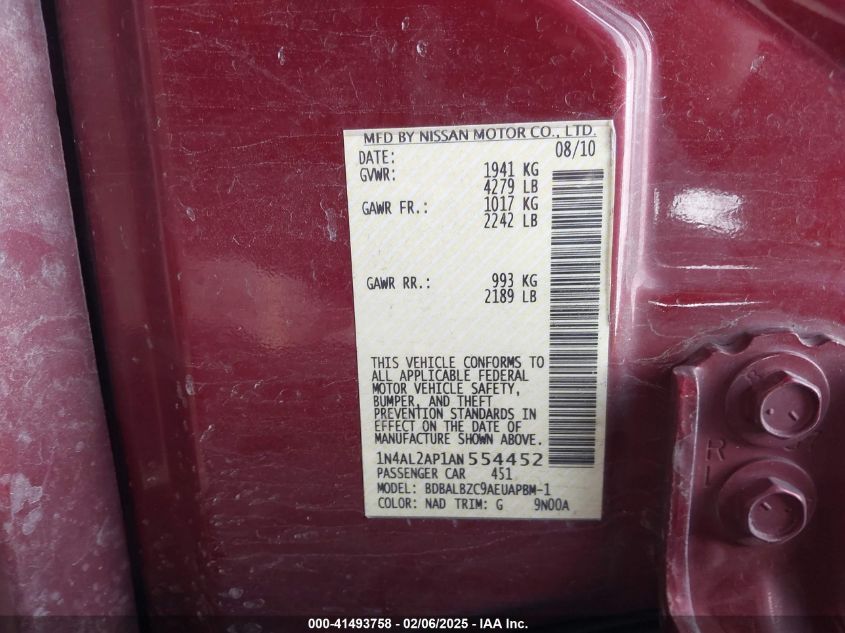 MFD BY NISSAN MOTOR CO., LTD.
DATE: 08/10
GVWR: 1941 KG
4279 LB
GAWR FR.: 1017 KG
2242 LB
GAWR RR.: 993 KG
2189 LB
THIS VEHICLE CONFORMS TO
ALL APPLICABLE FEDERAL
MOTOR VEHICLE SAFETY,
BUMPER, AND THEFT
PREVENTION STANDARDS IN
EFFECT ON THE DATE OF
MANUFACTURE SHOWN ABOVE.
1N4AL2AP1AN554452
PASSENGER CAR 451
MODEL: BDBALBZC9AEUAPBM-1
COLOR: NAD TRIM: G 9N00A
R
L
000-41493758 - 02/06/2025 - IAA Inc.